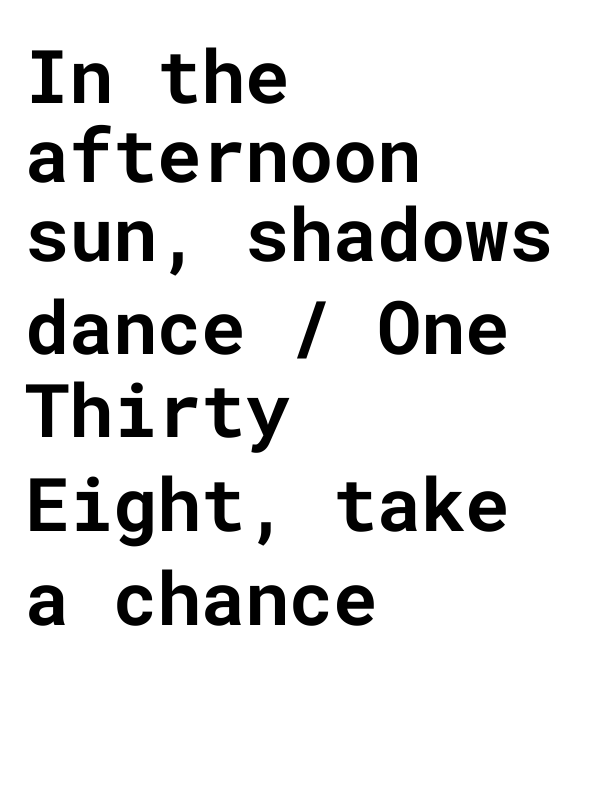 In the
afternoon
sun, shadows
dance / One
Thirty
Eight, take
a chance